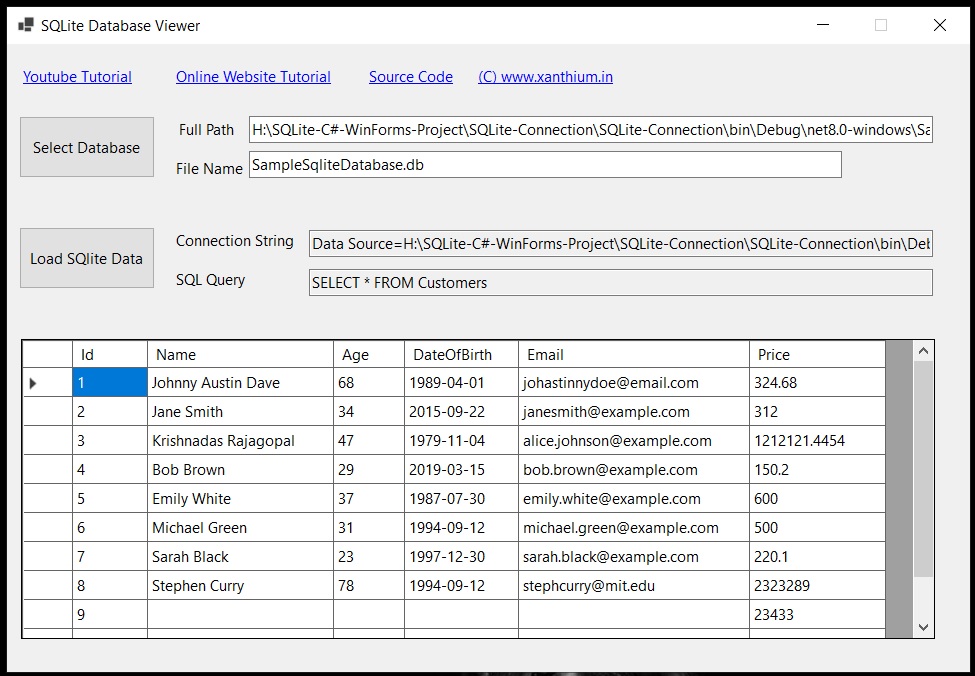 SQLite Database Viewer
Youtube Tutorial Online Website Tutorial Source Code (C) www.xanthium.in
Select Database
Full Path H:\SQLite-C#-WinForms-Project\SQLite-Connection\SQLite-Connection\bin\Debug\net8.0-windows\Sa
File Name SampleSqliteDatabase.db
Load SQlite Data
Connection String Data Source=H:\SQLite-C#-WinForms-Project\SQLite-Connection\SQLite-Connection\bin\Deb
SQL Query SELECT * FROM Customers
Id Name Age DateOfBirth Email Price
1 Johnny Austin Dave 68 1989-04-01 johastinnydoe@email.com 324.68
2 Jane Smith 34 2015-09-22 janesmith@example.com 312
3 Krishnadas Rajagopal 47 1979-11-04 alice.johnson@example.com 1212121.4454
4 Bob Brown 29 2019-03-15 bob.brown@example.com 150.2
5 Emily White 37 1987-07-30 emily.white@example.com 600
6 Michael Green 31 1994-09-12 michael.green@example.com 500
7 Sarah Black 23 1997-12-30 sarah.black@example.com 220.1
8 Stephen Curry 78 1994-09-12 stephcurry@mit.edu 2323289
9 23433